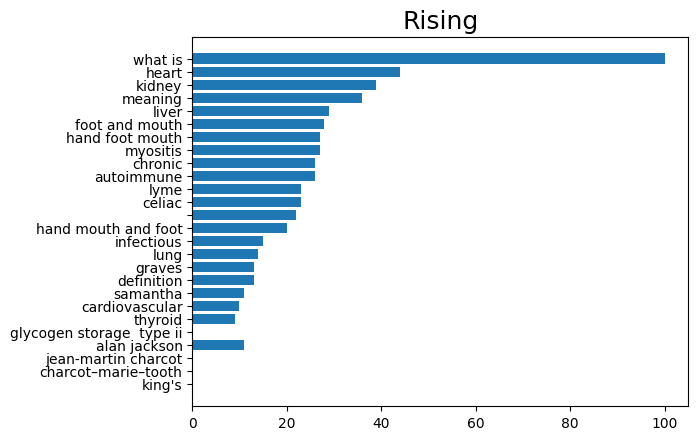 Rising
what is
heart
kidney
meaning
liver
foot and mouth
hand foot mouth
myositis
chronic
autoimmune
lyme
celiac
hand mouth and foot
infectious
lung
graves
definition
samantha
cardiovascular
thyroid
glycogen storage  type ii
alan jackson
jean-martin charcot
charcot–marie–tooth
king's
0 20 40 60 80 100